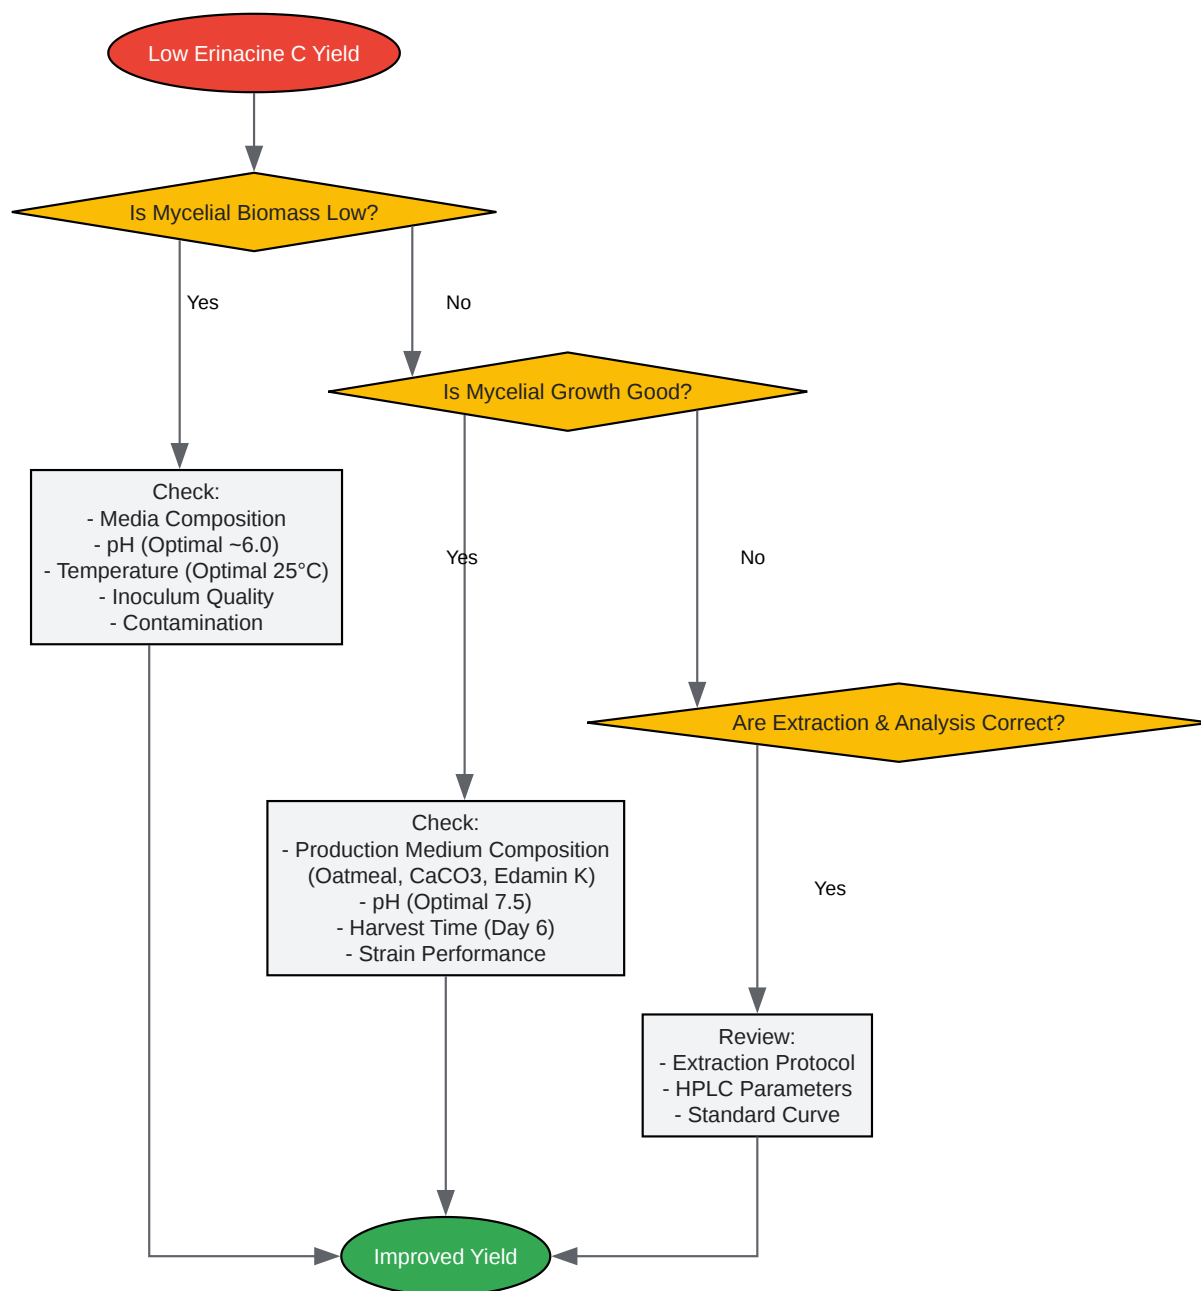 Low Erinacine C Yield
Is Mycelial Biomass Low?
Yes
No
Is Mycelial Growth Good?
Check:
- Media Composition
- pH (Optimal ~6.0)
- Temperature (Optimal 25°C)
- Inoculum Quality
- Contamination
Yes
No
Are Extraction & Analysis Correct?
Check:
- Production Medium Composition
(Oatmeal, CaCO3, Edamin K)
- pH (Optimal 7.5)
- Harvest Time (Day 6)
- Strain Performance
Yes
Review:
- Extraction Protocol
- HPLC Parameters
- Standard Curve
Improved Yield